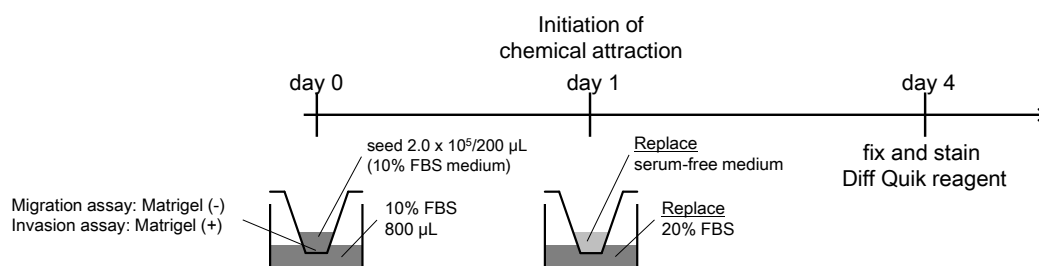 Initiation of
chemical attraction
day 0
day 1
day 4
seed 2.0 x 10⁵/200 µL
(10% FBS medium)
Replace
serum-free medium
fix and stain
Diff Quik reagent
Migration assay: Matrigel (-)
Invasion assay: Matrigel (+)
10% FBS
800 µL
Replace
20% FBS